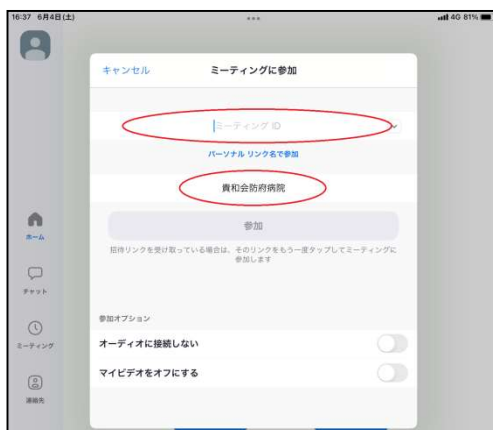 16:37 6月4日(土)
4G 81%
キャンセル
ミーティングに参加
ミーティング ID
パーソナル リンク名で参加
貴和会防府病院
参加
招待リンクを受け取っている場合は、そのリンクをもう一度タップしてミーティングに
参加します
参加オプション
オーディオに接続しない
マイビデオをオフにする
ホーム
チャット
ミーティング
連絡先